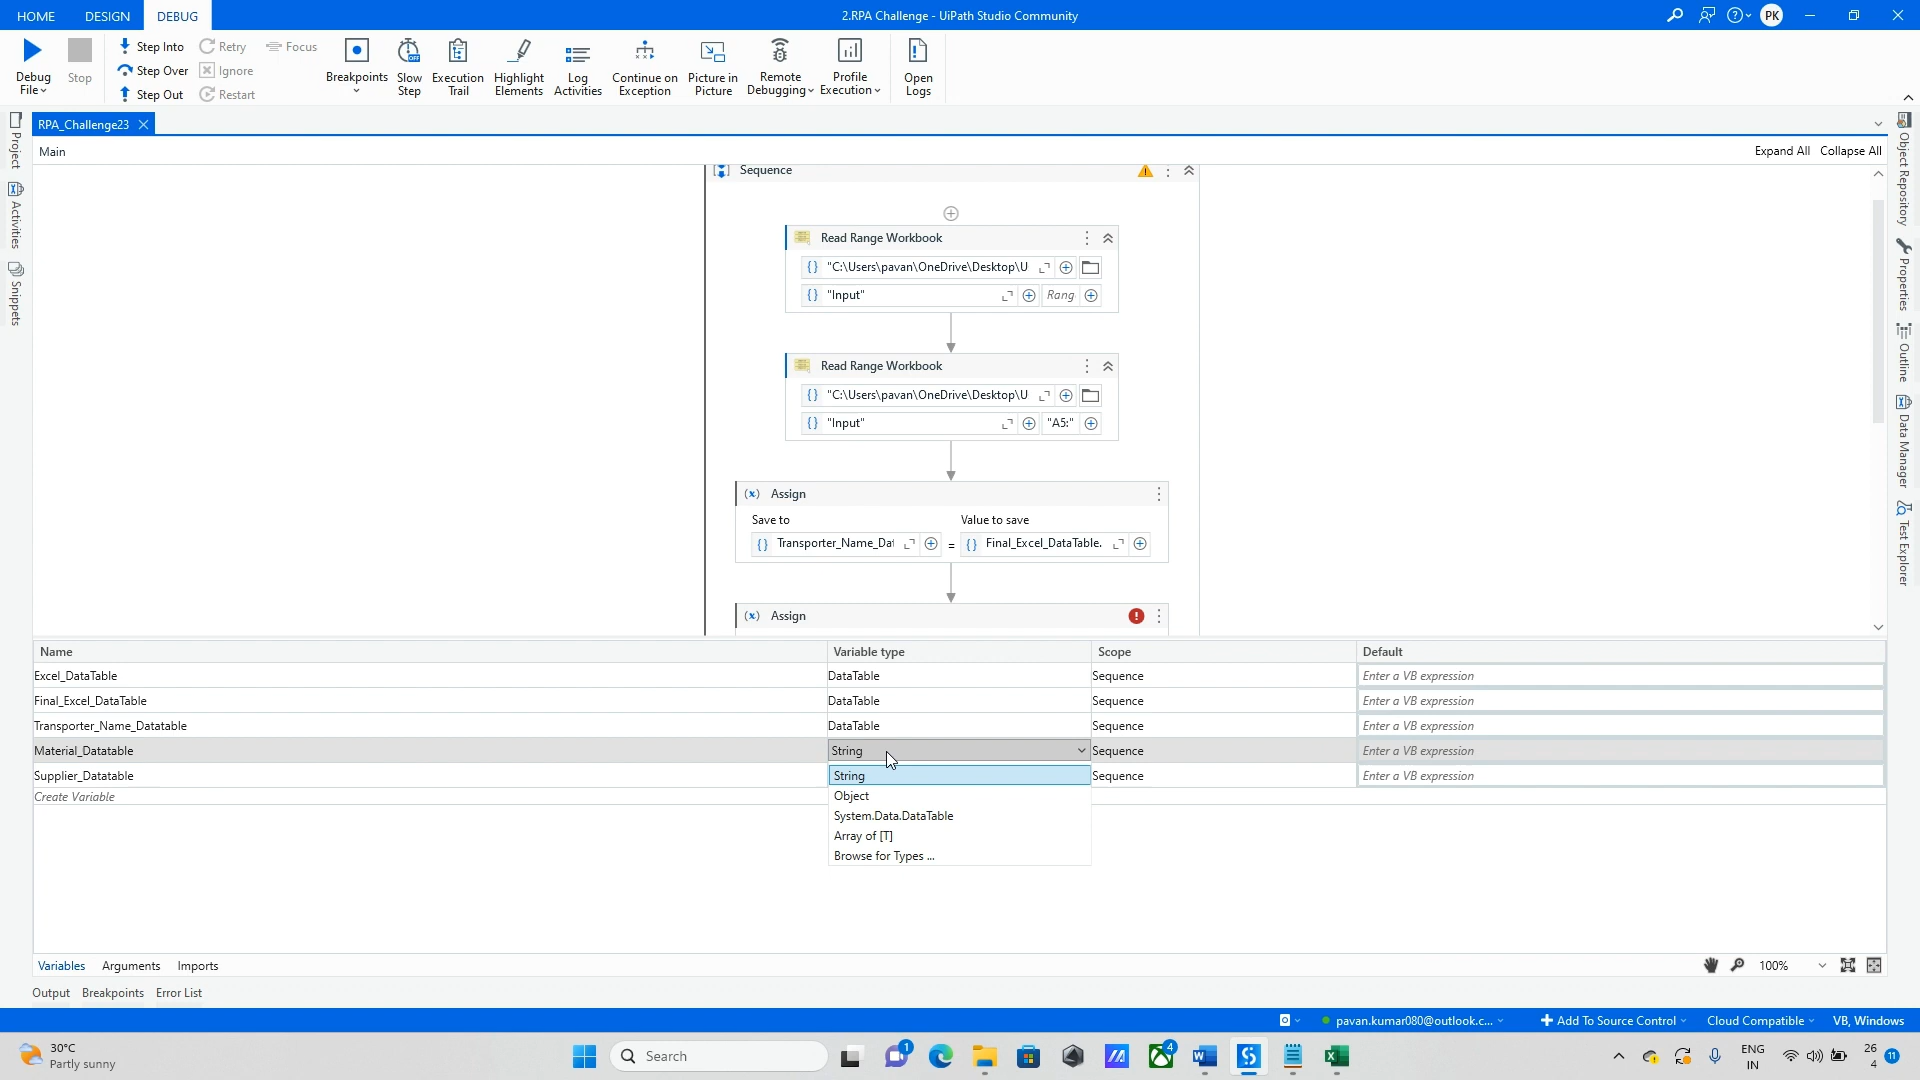 HOME DESIGN DEBUG 2.RPA Challenge - UiPath Studio Community PK
Debug File Stop
Step Into Retry Focus
Step Over Ignore
Step Out Restart
Breakpoints
Slow Step
Execution Trail
Highlight Elements
Log Activities
Continue on Exception
Picture in Picture
Remote Debugging
Profile Execution
Open Logs
RPA_Challenge23
Main Expand All Collapse All
Project
Activities
Snippets
Object Repository
Properties
Outline
Data Manager
Test Explorer
Sequence
Read Range Workbook
"C:\Users\pavan\OneDrive\Desktop\U
"Input" Rang
Read Range Workbook
"C:\Users\pavan\OneDrive\Desktop\U
"Input" "A5:"
Assign
Save to Value to save
Transporter_Name_Dat = Final_Excel_DataTable.
Assign
Name Variable type Scope Default
Excel_DataTable DataTable Sequence Enter a VB expression
Final_Excel_DataTable DataTable Sequence Enter a VB expression
Transporter_Name_Datatable DataTable Sequence Enter a VB expression
Material_Datatable String Sequence Enter a VB expression
Supplier_Datatable String Sequence Enter a VB expression
Create Variable Object
System.Data.DataTable
Array of [T]
Browse for Types ...
Variables Arguments Imports 100%
Output Breakpoints Error List
pavan.kumar080@outlook.c... Add To Source Control Cloud Compatible VB, Windows
30°C
Partly sunny
Search
1
4
ENG
IN
26
4
11